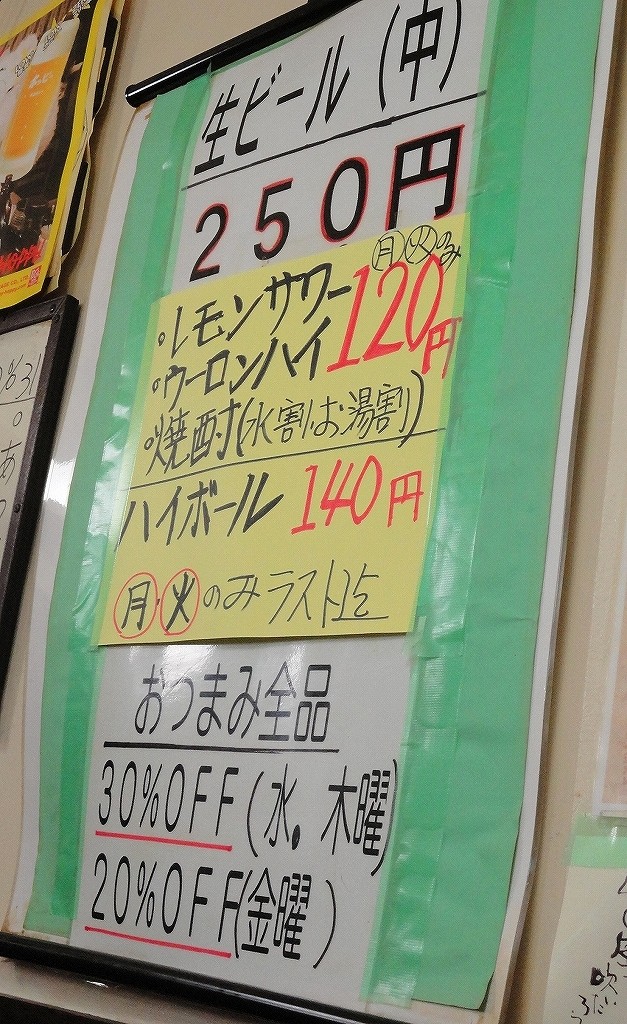 生ビール(中)
250円
月火のみ
。レモンサワー 120円
。ウーロンハイ
。焼酎(水割・お湯割)
ハイボール 140円
月・火のみラストまで
おつまみ全品
30%OFF(水。木曜)
20%OFF(金曜)